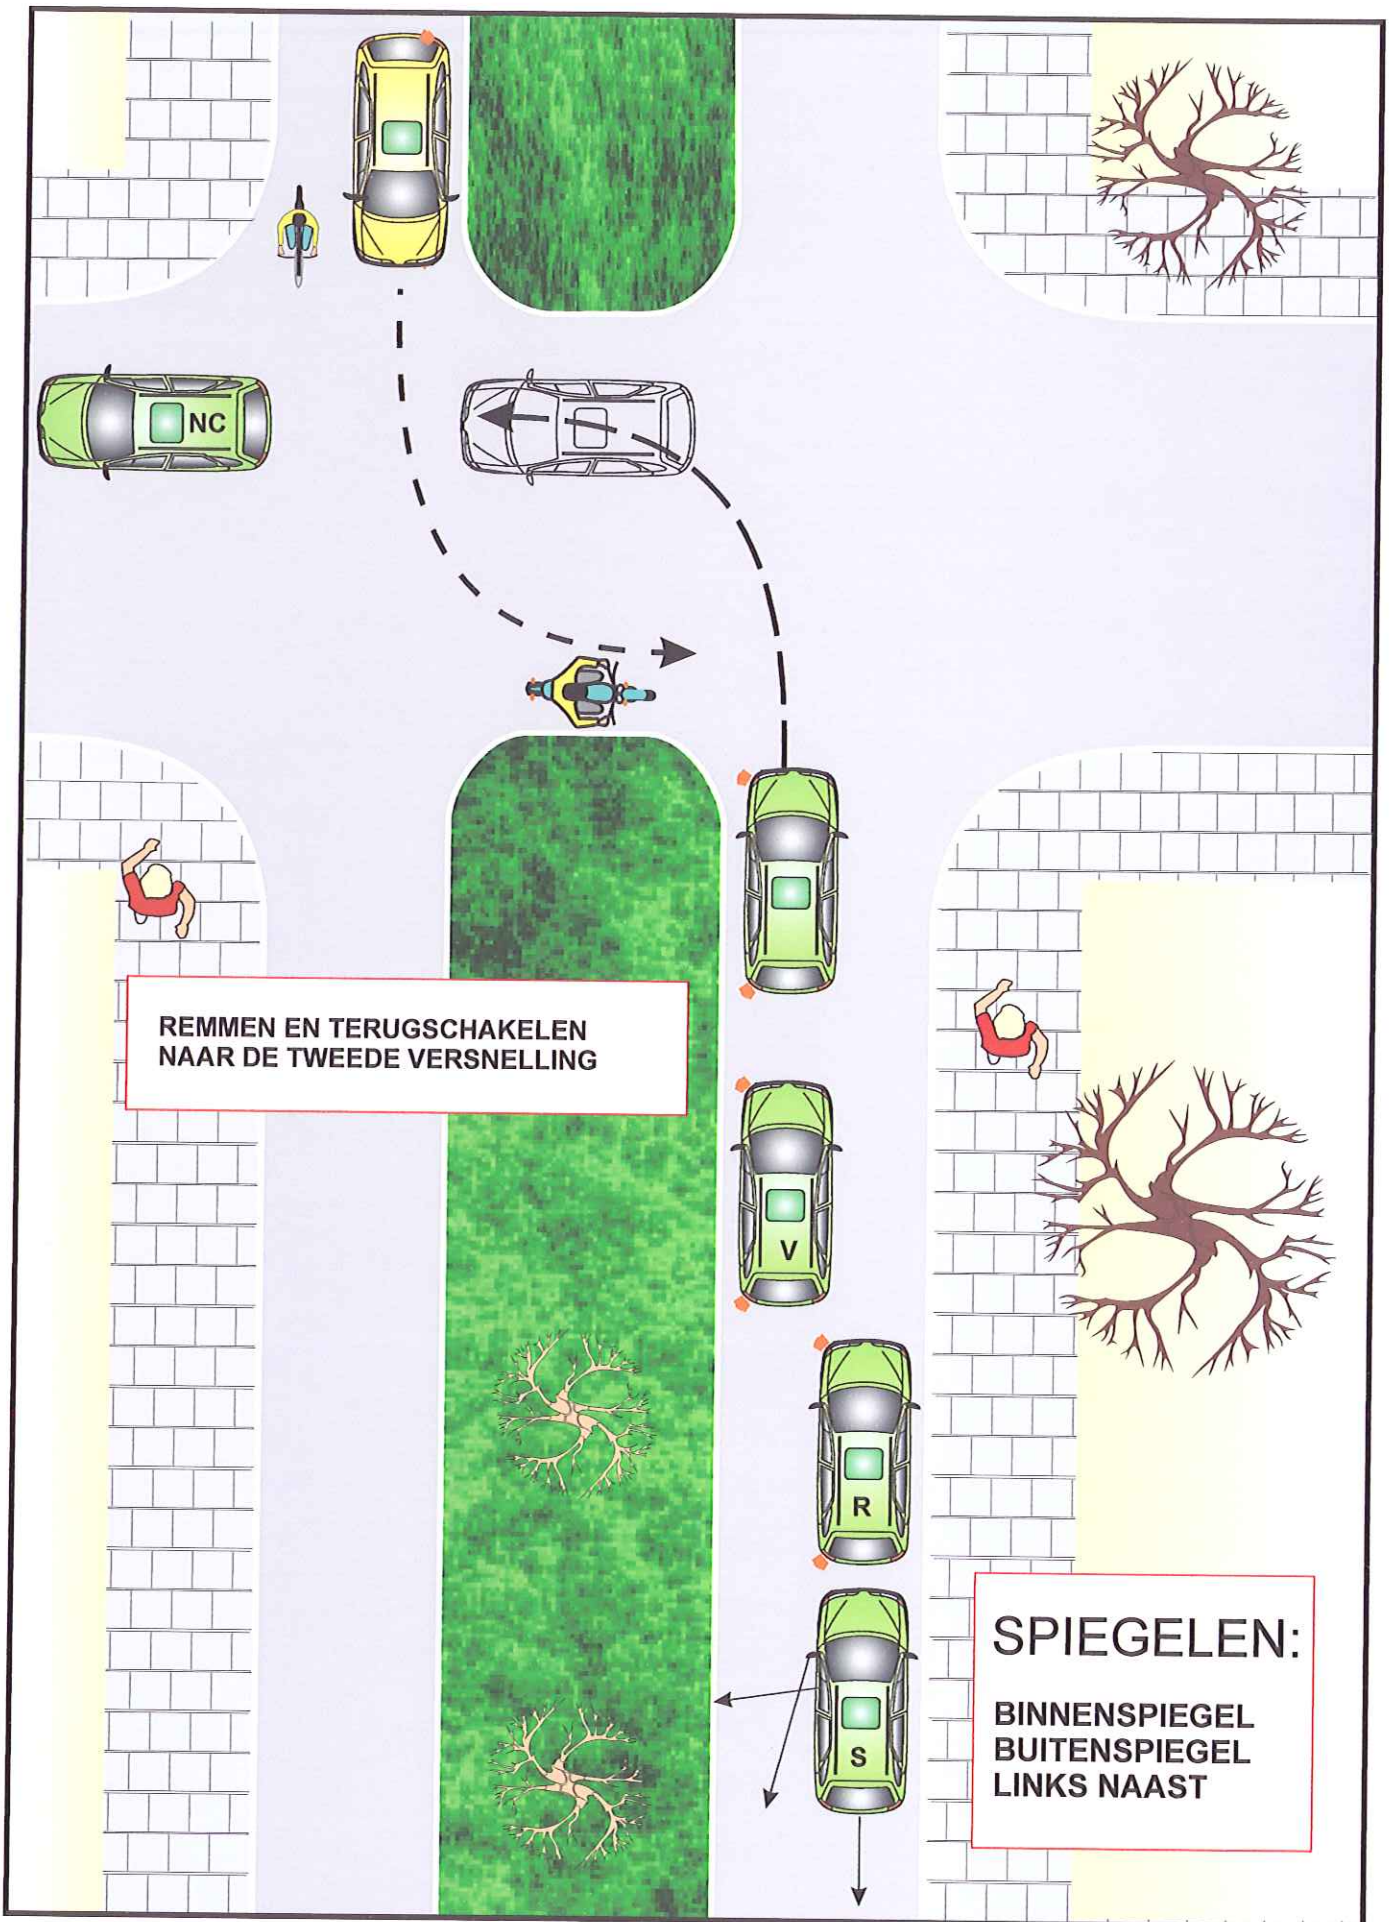 NC
REMMEN EN TERUGSCHAKELEN
NAAR DE TWEEDE VERSNELLING
V
R
S
SPIEGELEN:
BINNENSPIEGEL
BUITENSPIEGEL
LINKS NAAST